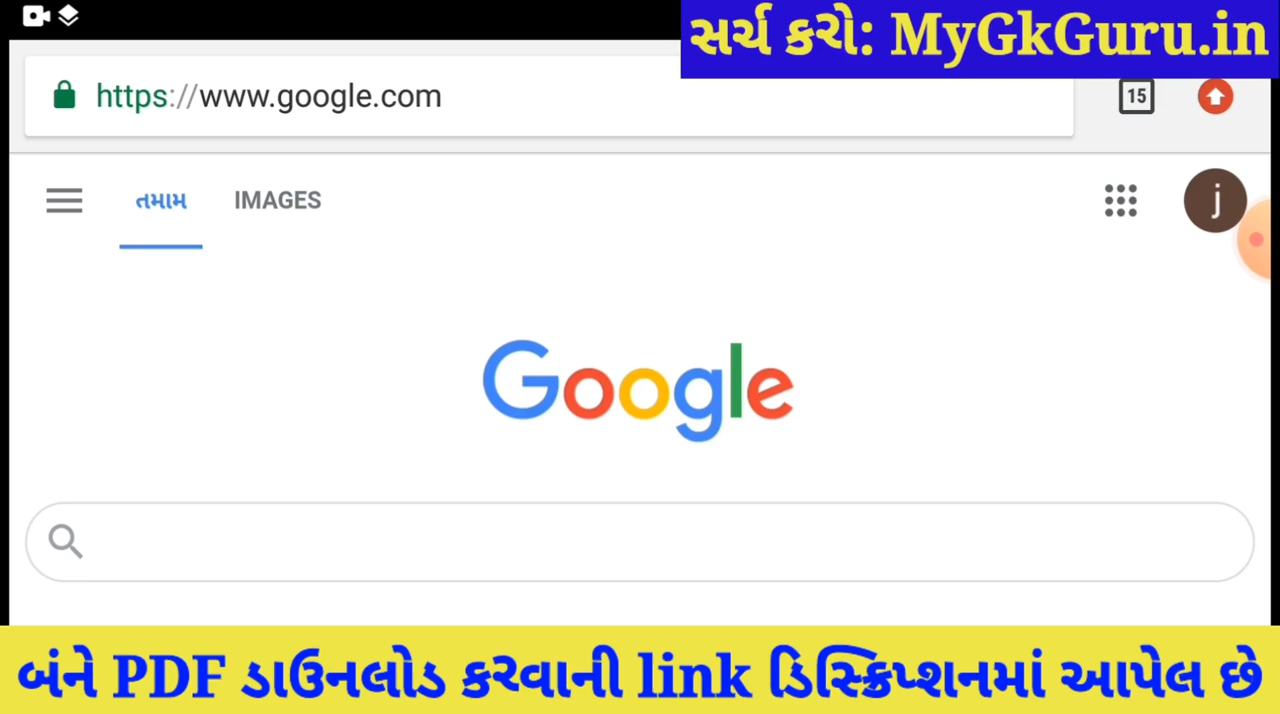 સર્ચ કરો: MyGkGuru.in
https://www.google.com
15
તમામ IMAGES
j
Google
બંને PDF ડાઉનલોડ કરવાની link ડિસ્ક્રિપ્શનમાં આપેલ છે